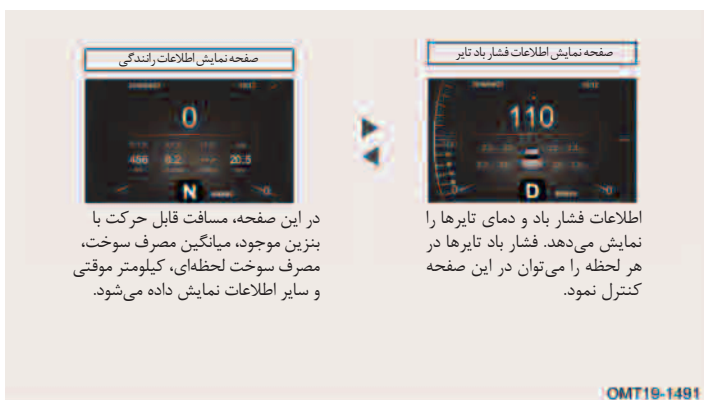 صفحه نمایش اطلاعات فشار باد تایر
110
D
اطلاعات فشار باد و دمای تایرها را
نمایش می‌دهد. فشار باد تایرها در
هر لحظه را می‌توان در این صفحه
کنترل نمود.
صفحه نمایش اطلاعات رانندگی
0
456 8.2 --.- 20.5
N
در این صفحه، مسافت قابل حرکت با
بنزین موجود، میانگین مصرف سوخت،
مصرف سوخت لحظه‌ای، کیلومتر موقتی
و سایر اطلاعات نمایش داده می‌شود.
OMT19-1491